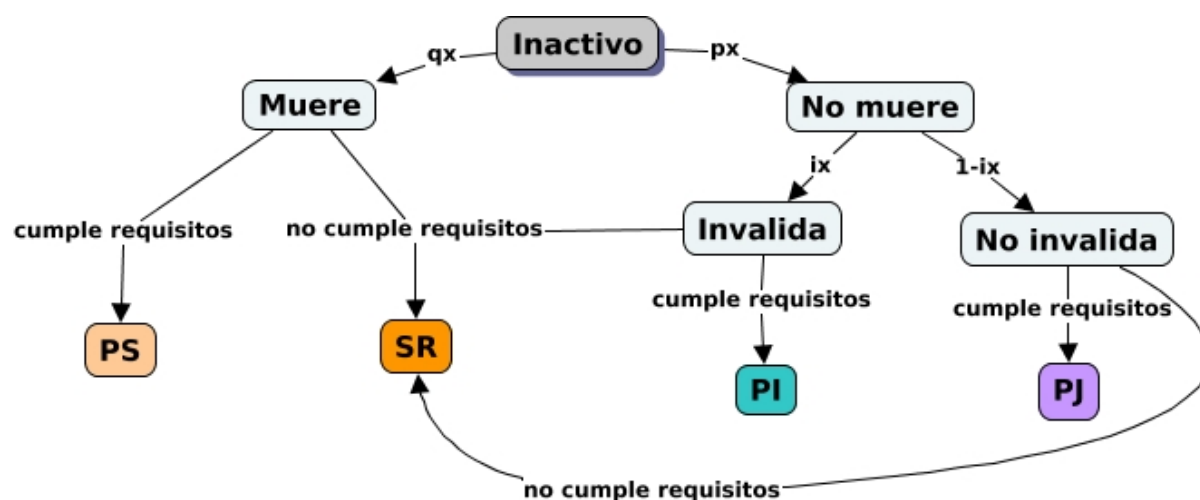 Inactivo
qx
px
Muere
No muere
ix
1-ix
cumple requisitos
no cumple requisitos
Invalida
No invalida
cumple requisitos
cumple requisitos
PS
SR
PI
PJ
no cumple requisitos